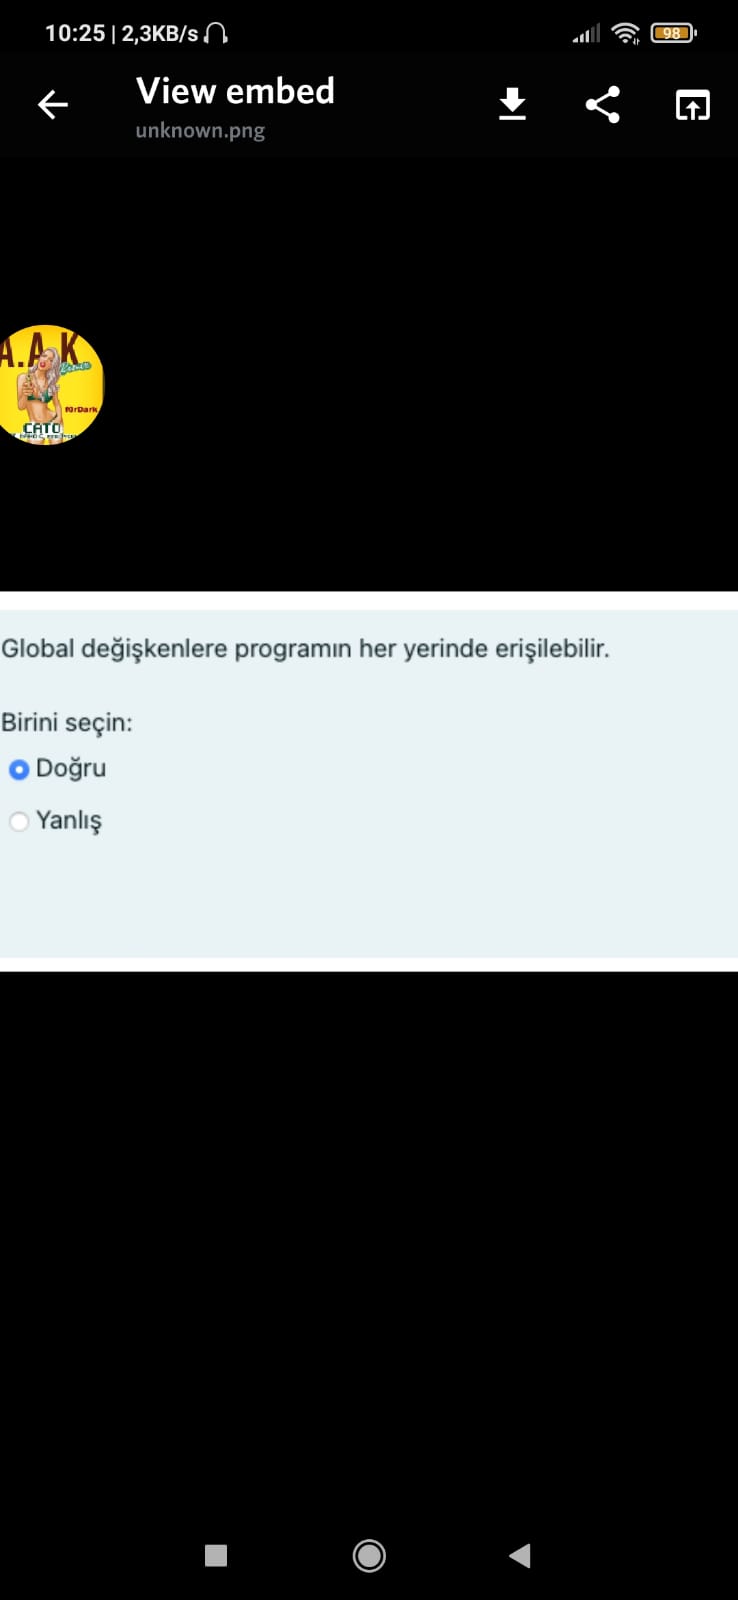 10:25 | 2,3KB/s
98
View embed
unknown.png
A.A.K
Remix
CATO
Global değişkenlere programın her yerinde erişilebilir.
Birini seçin:
Doğru
Yanlış